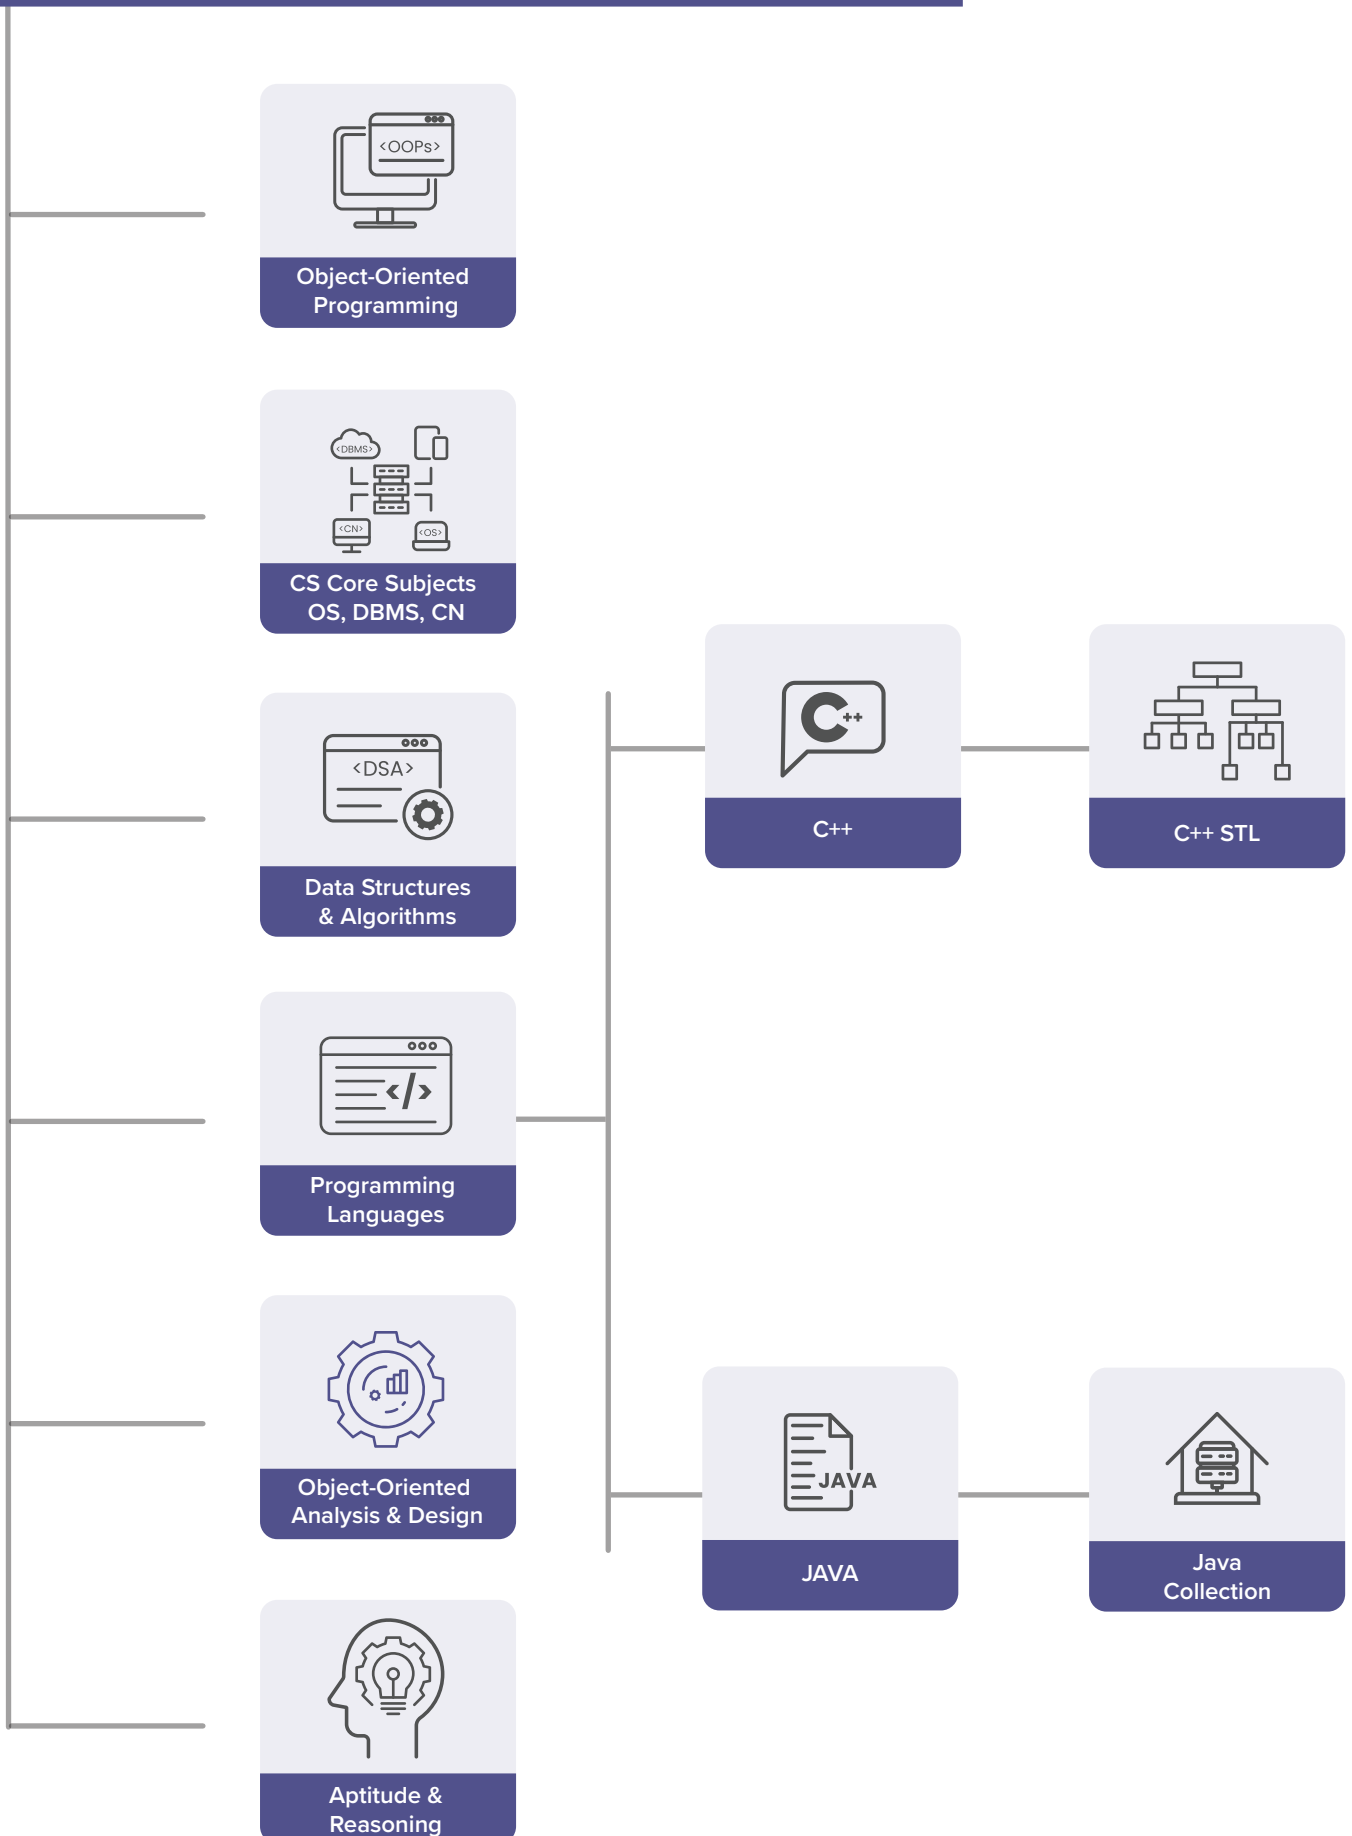 <OOPs>
Object-Oriented
Programming
<DBMS>
<CN>
<OS>
CS Core Subjects
OS, DBMS, CN
<DSA>
Data Structures
& Algorithms
</>
Programming
Languages
C++
C++
C++ STL
Object-Oriented
Analysis & Design
JAVA
JAVA
Java
Collection
Aptitude &
Reasoning